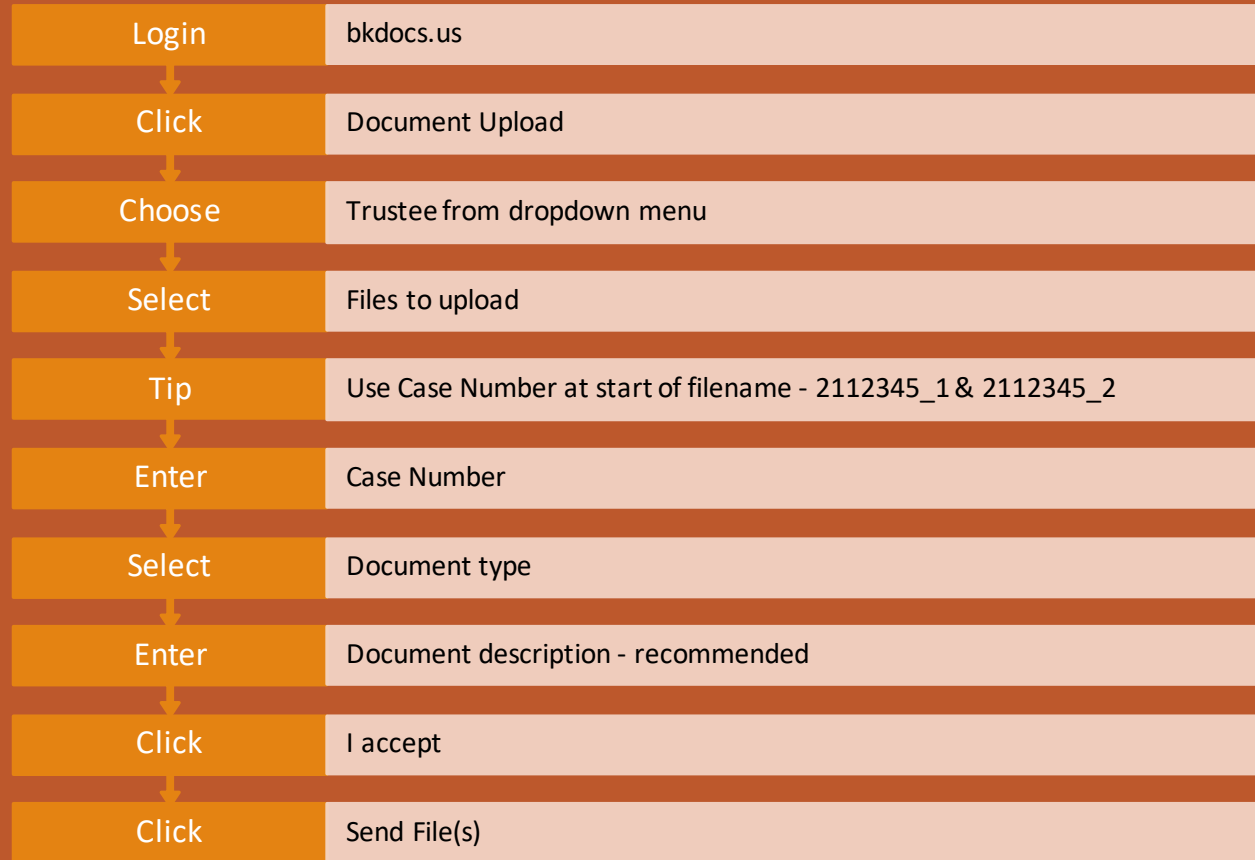 Login bkdocs.us
Click Document Upload
Choose Trustee from dropdown menu
Select Files to upload
Tip Use Case Number at start of filename - 2112345_1 & 2112345_2
Enter Case Number
Select Document type
Enter Document description - recommended
Click I accept
Click Send File(s)